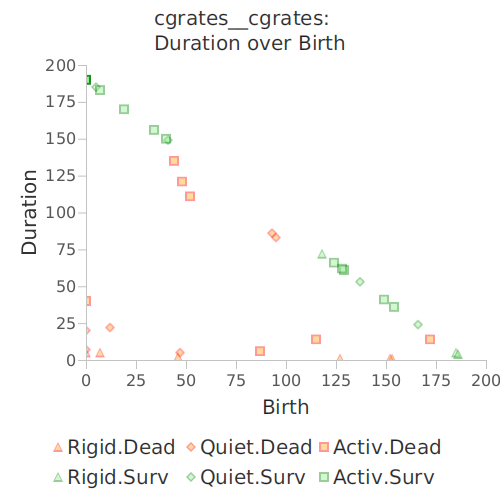 cgrates__cgrates:
Duration over Birth
200
175
150
125
100
75
50
25
0
Duration
0 25 50 75 100 125 150 175 200
Birth
Rigid.Dead Quiet.Dead Activ.Dead
Rigid.Surv Quiet.Surv Activ.Surv